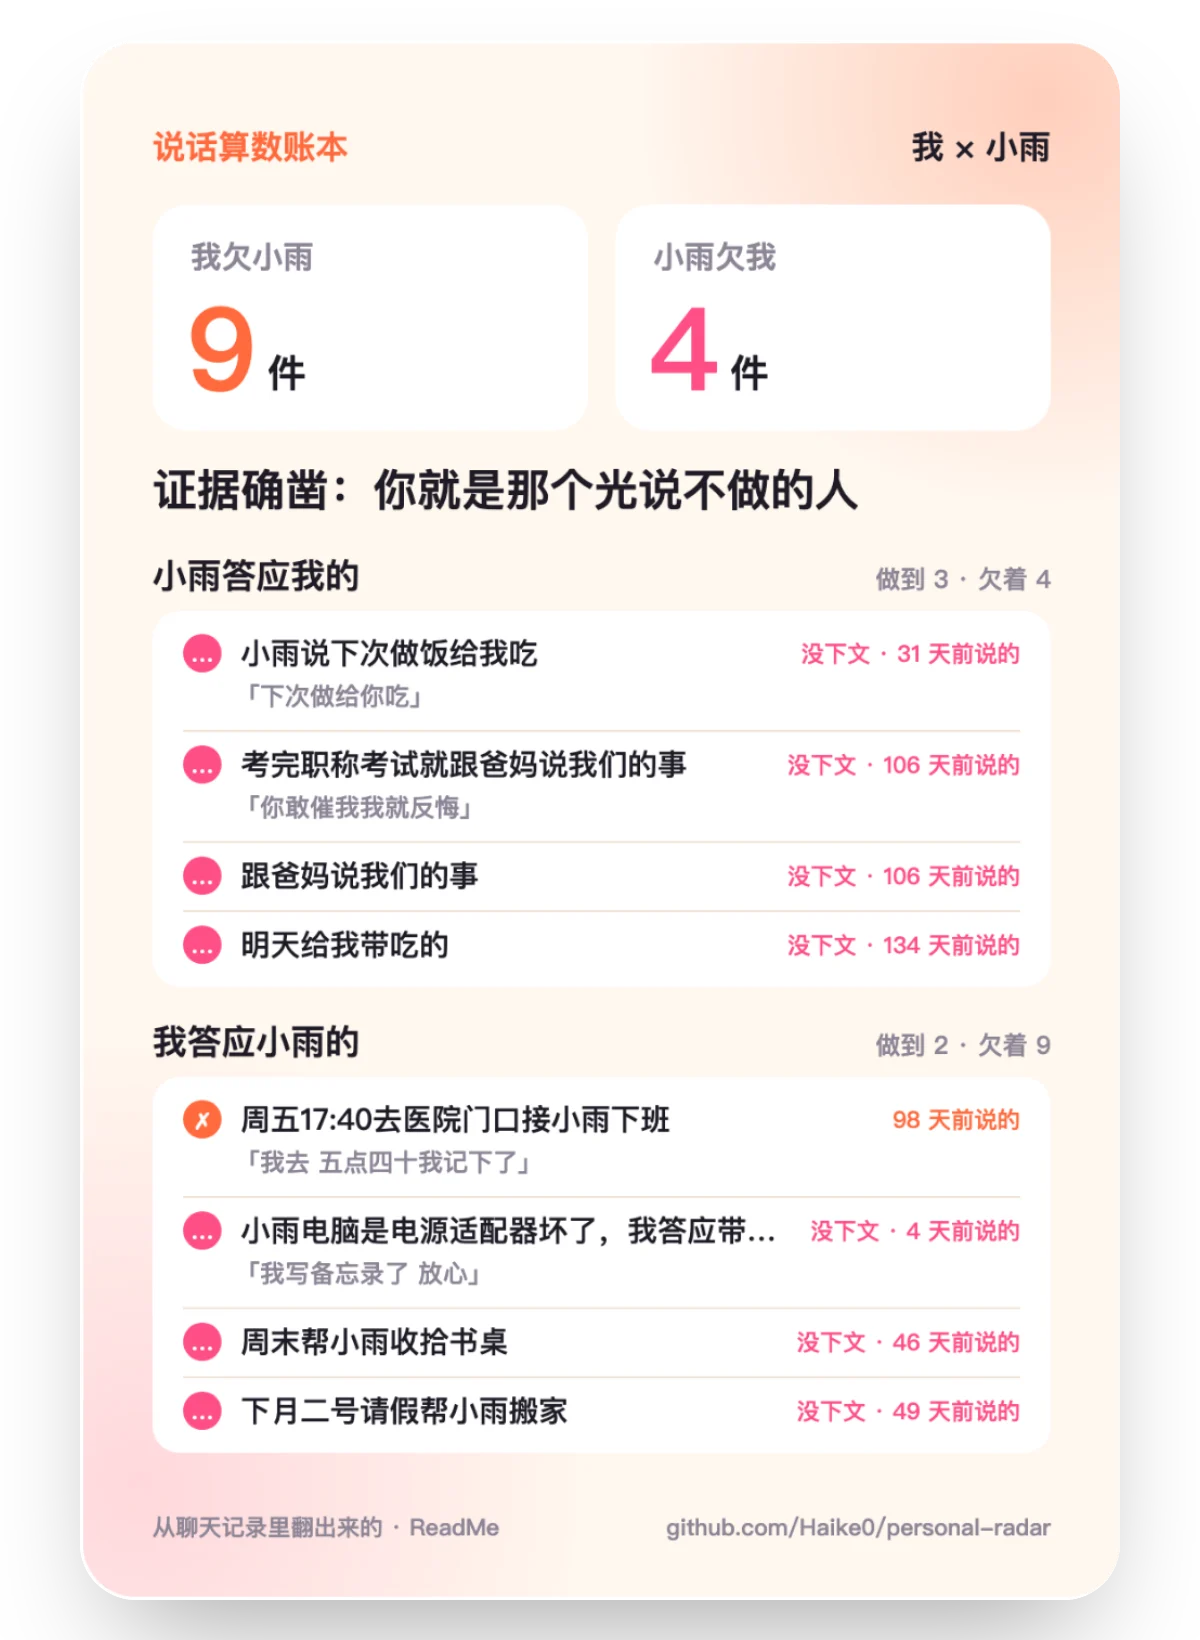 说话算数账本
我 × 小雨
我欠小雨
小雨欠我
9 件
4 件
证据确凿：你就是那个光说不做的人
小雨答应我的
做到 3 · 欠着 4
... 小雨说下次做饭给我吃
没下文 · 31 天前说的
「下次做给你吃」
... 考完职称考试就跟爸妈说我们的事
没下文 · 106 天前说的
「你敢催我我就反悔」
... 跟爸妈说我们的事
没下文 · 106 天前说的
... 明天给我带吃的
没下文 · 134 天前说的
我答应小雨的
做到 2 · 欠着 9
✗ 周五17:40去医院门口接小雨下班
98 天前说的
「我去 五点四十我记下了」
... 小雨电脑是电源适配器坏了，我答应带...
没下文 · 4 天前说的
「我写备忘录了 放心」
... 周末帮小雨收拾书桌
没下文 · 46 天前说的
... 下月二号请假帮小雨搬家
没下文 · 49 天前说的
从聊天记录里翻出来的 · ReadMe
github.com/Haike0/personal-radar